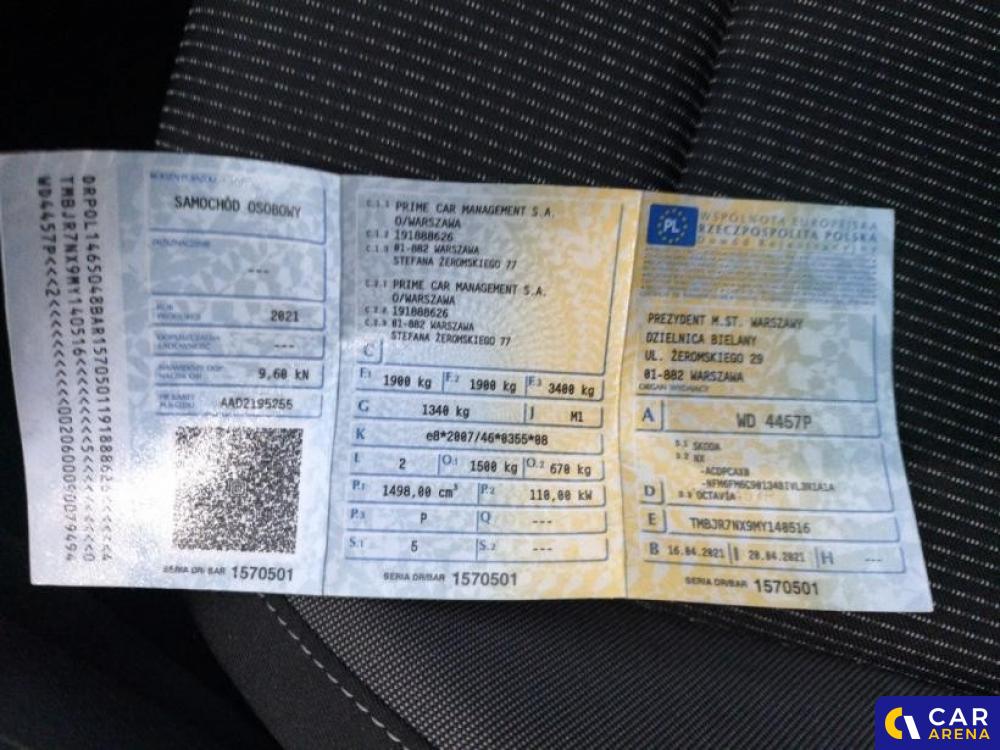 DRPOL1465048BAR1570501191888626<<<<<4
TMBJR7NX9MY140516<<<<<<<<5<<<<<<<<0
SAMOCHÓD OSOBOWY
---
2021
---
9,60 kN
AAD2195255
SERIA DR/BAR 1570501
C.1.1 PRIME CAR MANAGEMENT S.A.
O/WARSZAWA
C.1.2 191888626
C.1.3 01-882 WARSZAWA
STEFANA ŻEROMSKIEGO 77
C.2.1 PRIME CAR MANAGEMENT S.A.
O/WARSZAWA
C.2.2 191888626
C.2.3 01-882 WARSZAWA
STEFANA ŻEROMSKIEGO 77
C
F.1 1900 kg F.2 1900 kg F.3 3400 kg
G 1340 kg J M1
K e8*2007/46*0355*08
L 2 O.1 1500 kg O.2 670 kg
P.1 1498,00 cm³ P.2 110,00 kW
P.3 P Q ---
S.1 5 S.2 ---
SERIA DR/BAR 1570501
PL
WSPÓLNOTA EUROPEJSKA
RZECZPOSPOLITA POLSKA
PREZYDENT M.ST. WARSZAWY
DZIELNICA BIELANY
UL. ŻEROMSKIEGO 29
01-882 WARSZAWA
ORGAN WYDAJĄCY
A WD 4457P
D.1 SKODA
D.2 NX
-ACDPCAX0
D D.3 OCTAVIA
E TMBJR7NX9MY140516
B 16.04.2021 I 20.04.2021 H ---
SERIA DR/BAR 1570501
CAR
ARENA